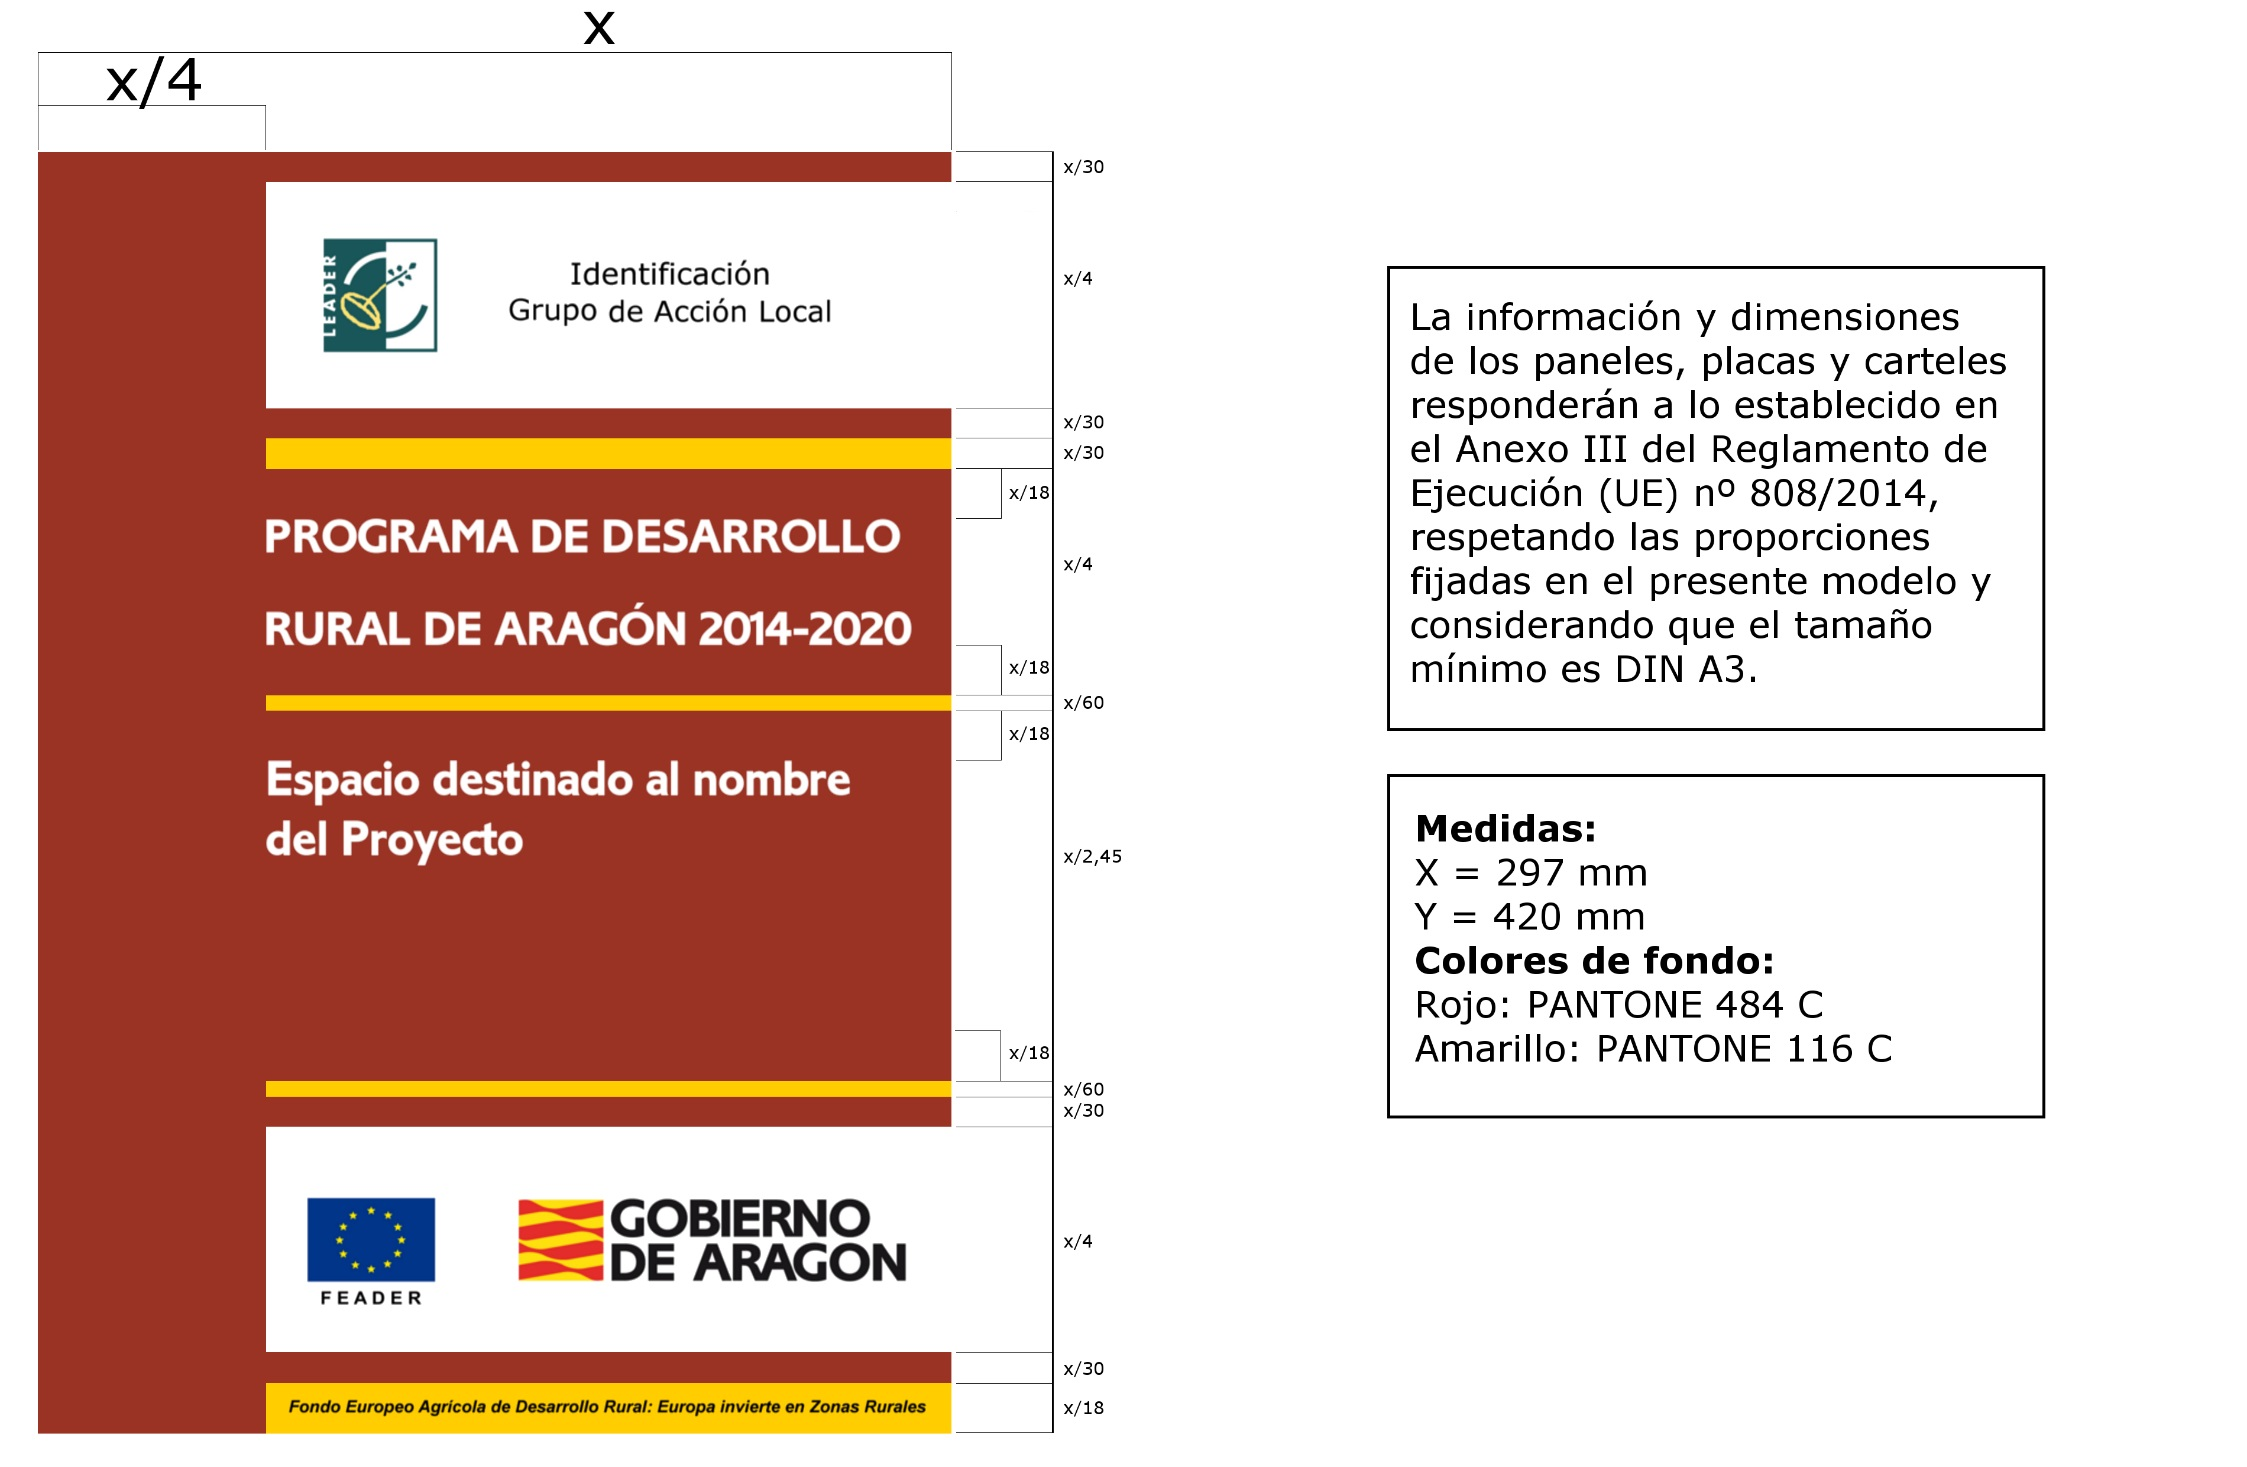 x
x/4
x/30
LEADER
Identificación
Grupo de Acción Local
x/4
x/30
x/30
x/18
PROGRAMA DE DESARROLLO
x/4
RURAL DE ARAGÓN 2014-2020
x/18
x/60
x/18
Espacio destinado al nombre
del Proyecto
x/2,45
x/18
x/60
x/30
FEADER
GOBIERNO
DE ARAGON
x/4
x/30
Fondo Europeo Agrícola de Desarrollo Rural: Europa invierte en Zonas Rurales
x/18
La información y dimensiones
de los paneles, placas y carteles
responderán a lo establecido en
el Anexo III del Reglamento de
Ejecución (UE) nº 808/2014,
respetando las proporciones
fijadas en el presente modelo y
considerando que el tamaño
mínimo es DIN A3.
Medidas:
X = 297 mm
Y = 420 mm
Colores de fondo:
Rojo: PANTONE 484 C
Amarillo: PANTONE 116 C